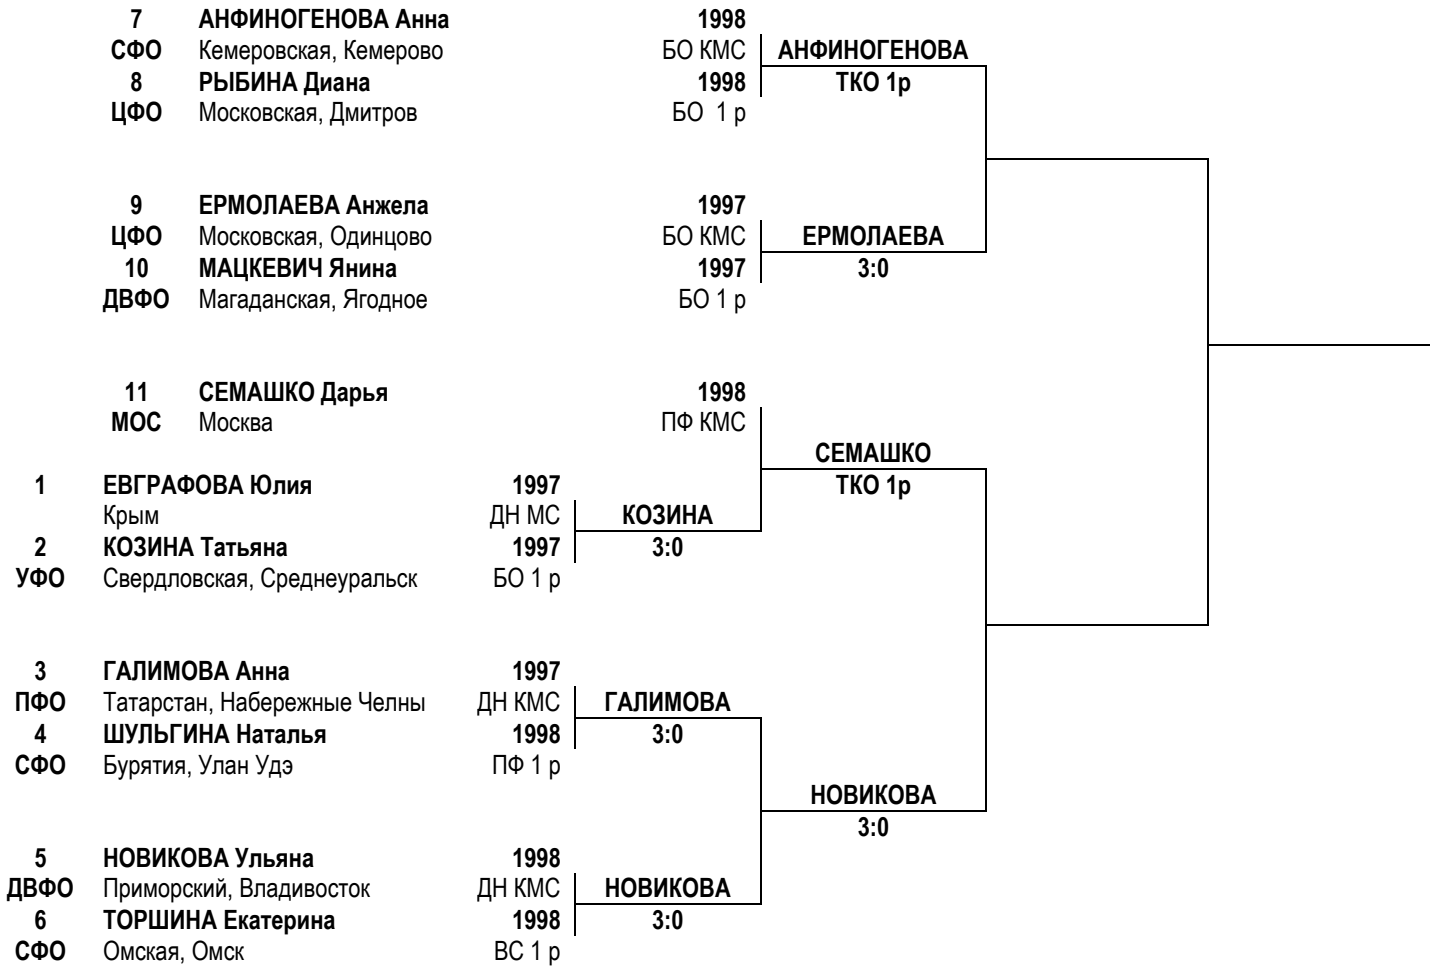 7 АНФИНОГЕНОВА Анна 1998
СФО Кемеровская, Кемерово БО КМС АНФИНОГЕНОВА
8 РЫБИНА Диана 1998 ТКО 1р
ЦФО Московская, Дмитров БО 1 р
9 ЕРМОЛАЕВА Анжела 1997
ЦФО Московская, Одинцово БО КМС ЕРМОЛАЕВА
10 МАЦКЕВИЧ Янина 1997 3:0
ДВФО Магаданская, Ягодное БО 1 р
11 СЕМАШКО Дарья 1998
МОС Москва ПФ КМС
СЕМАШКО
1 ЕВГРАФОВА Юлия 1997 ТКО 1р
Крым ДН МС КОЗИНА
2 КОЗИНА Татьяна 1997 3:0
УФО Свердловская, Среднеуральск БО 1 р
3 ГАЛИМОВА Анна 1997
ПФО Татарстан, Набережные Челны ДН КМС ГАЛИМОВА
4 ШУЛЬГИНА Наталья 1998 3:0
СФО Бурятия, Улан Удэ ПФ 1 р
НОВИКОВА
3:0
5 НОВИКОВА Ульяна 1998
ДВФО Приморский, Владивосток ДН КМС НОВИКОВА
6 ТОРШИНА Екатерина 1998 3:0
СФО Омская, Омск ВС 1 р